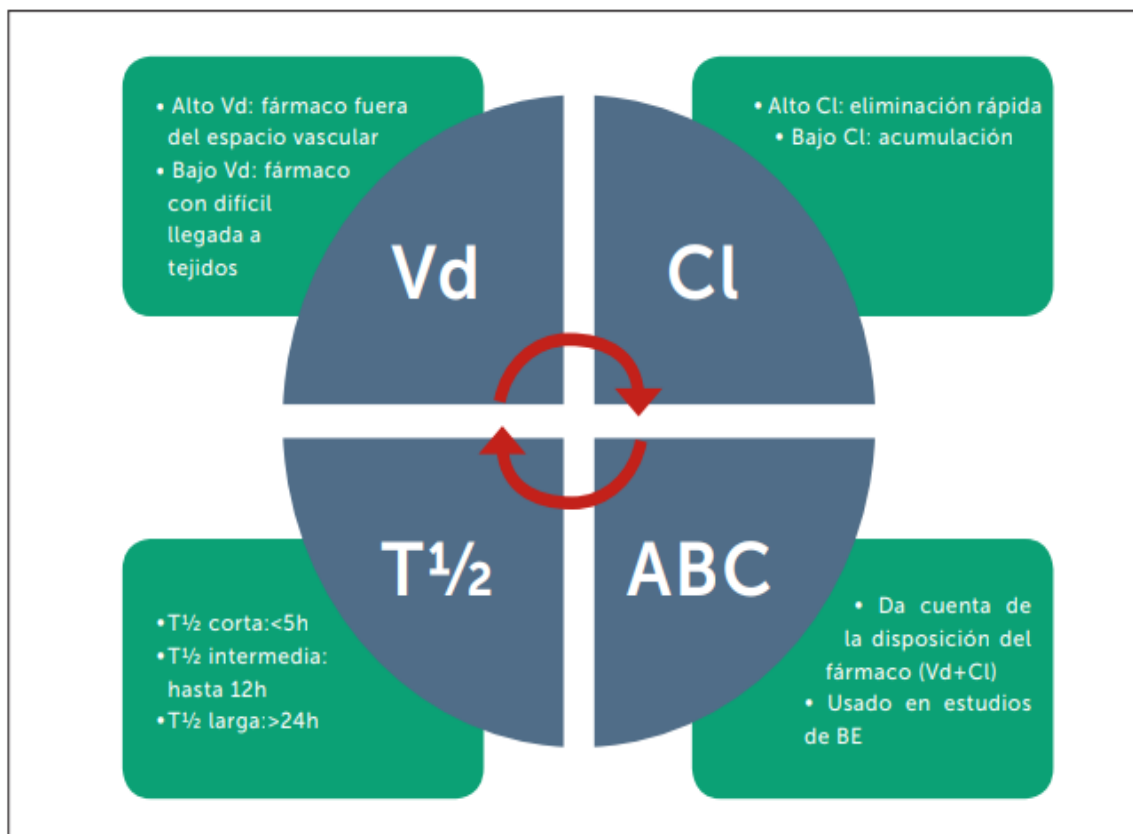 • Alto Vd: fármaco fuera
del espacio vascular
• Bajo Vd: fármaco
con difícil
llegada a
tejidos
Vd
Cl
• Alto Cl: eliminación rápida
• Bajo Cl: acumulación
T½
•T½ corta:<5h
•T½ intermedia:
hasta 12h
•T½ larga:>24h
ABC
• Da cuenta de
la disposición del
fármaco (Vd+Cl)
• Usado en estudios
de BE